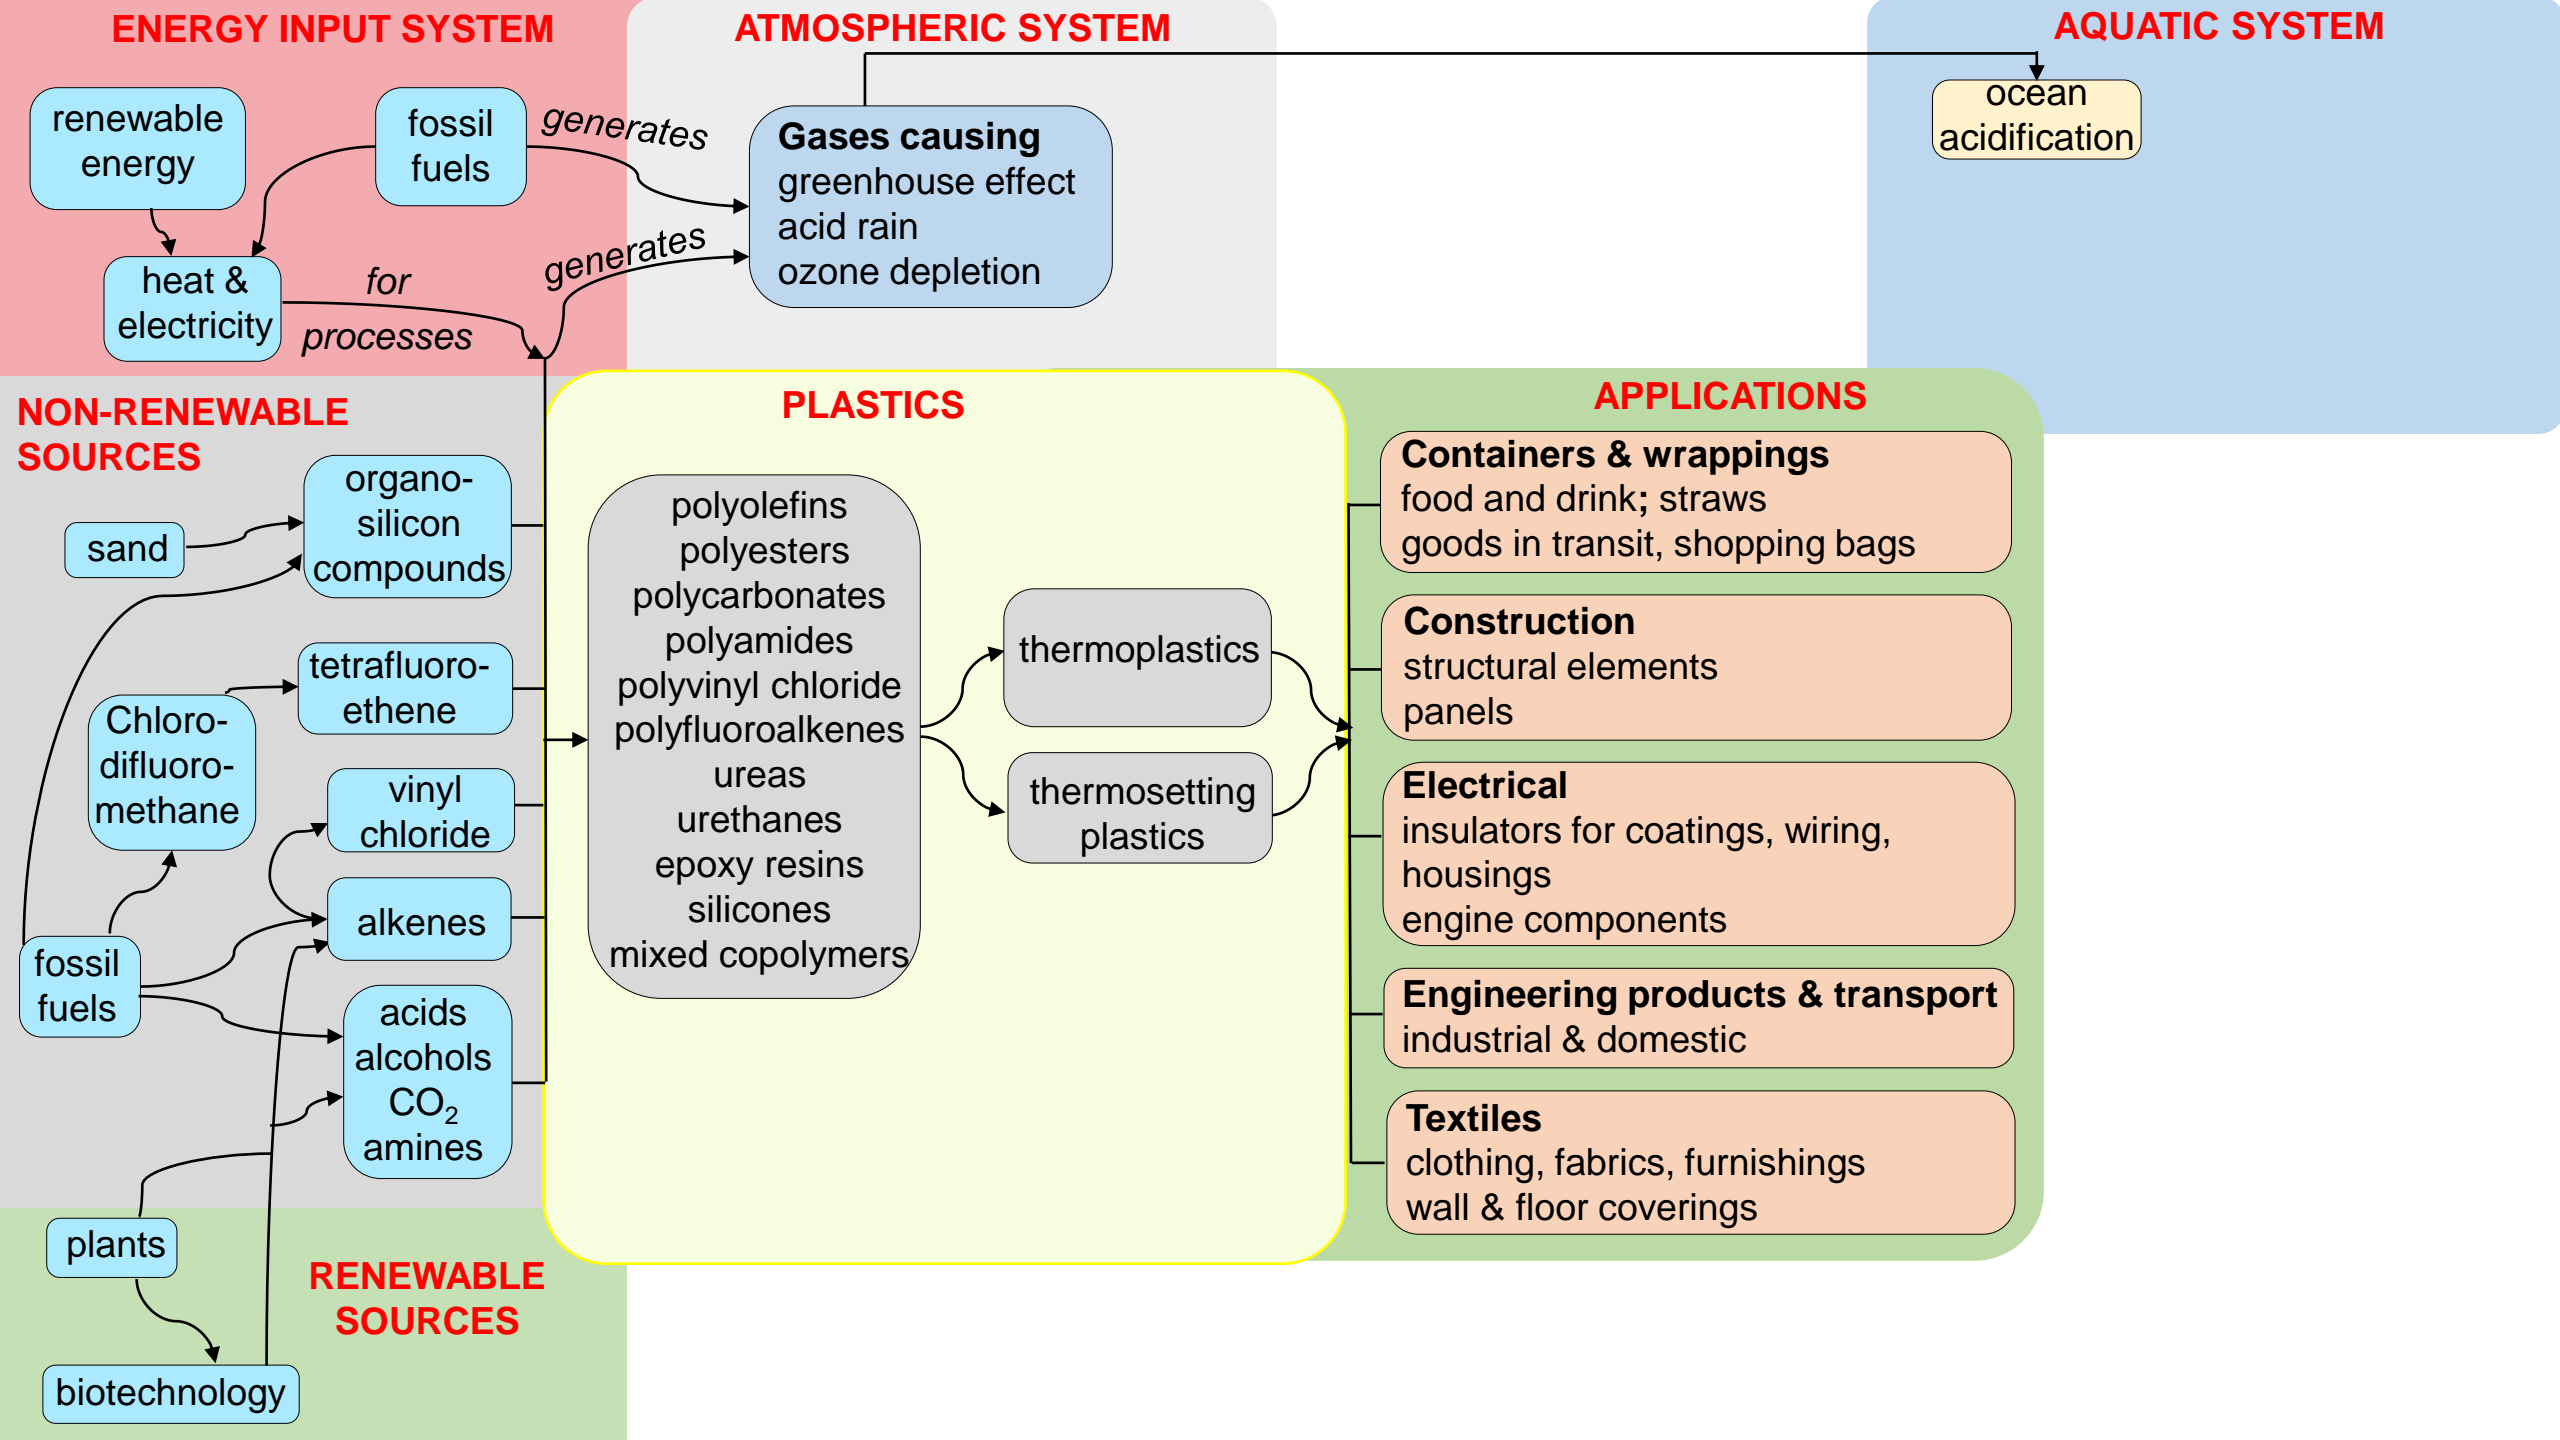 ENERGY INPUT SYSTEM
ATMOSPHERIC SYSTEM
AQUATIC SYSTEM
renewable
energy
fossil
fuels
generates
Gases causing
greenhouse effect
acid rain
ozone depletion
ocean
acidification
heat &
electricity
for
processes
generates
NON-RENEWABLE
SOURCES
organo-
silicon
compounds
sand
tetrafluoro-
ethene
Chloro-
difluoro-
methane
vinyl
chloride
alkenes
fossil
fuels
acids
alcohols
CO₂
amines
plants
RENEWABLE
SOURCES
biotechnology
PLASTICS
polyolefins
polyesters
polycarbonates
polyamides
polyvinyl chloride
polyfluoroalkenes
ureas
urethanes
epoxy resins
silicones
mixed copolymers
thermoplastics
thermosetting
plastics
APPLICATIONS
Containers & wrappings
food and drink; straws
goods in transit, shopping bags
Construction
structural elements
panels
Electrical
insulators for coatings, wiring,
housings
engine components
Engineering products & transport
industrial & domestic
Textiles
clothing, fabrics, furnishings
wall & floor coverings